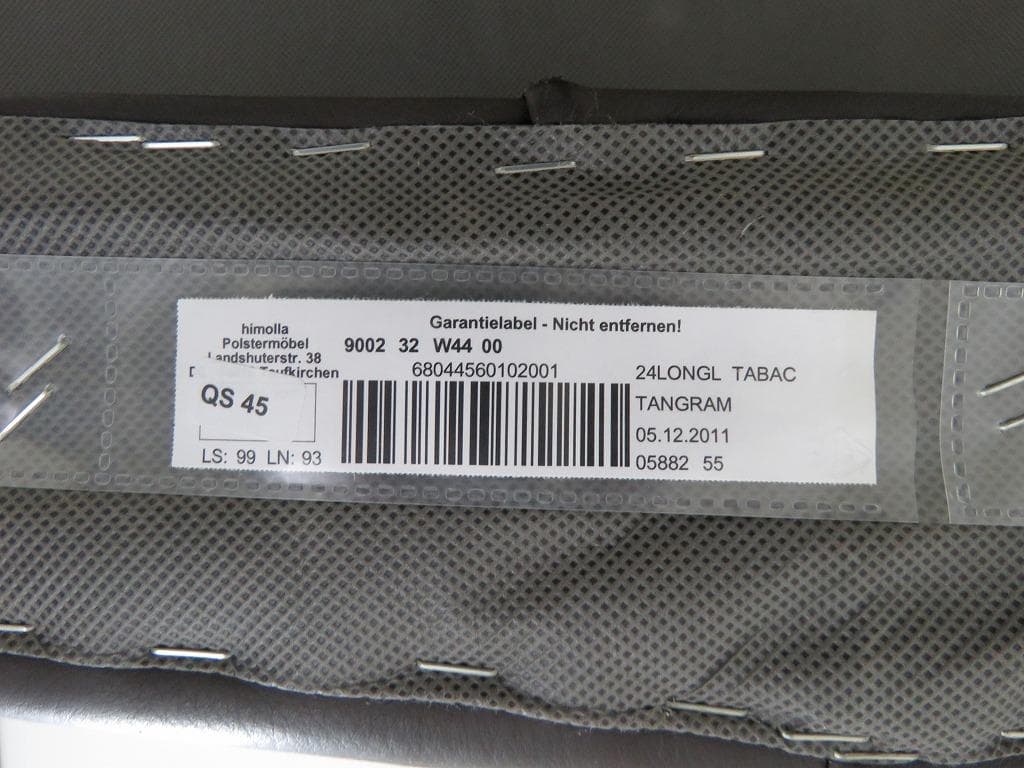 Garantielabel - Nicht entfernen!
himolla
Polstermöbel
Landshuterstr. 38
Taufkirchen
9002 32 W44 00
68044560102001
QS 45
LS: 99 LN: 93
24LONGL TABAC
TANGRAM
05.12.2011
05882 55